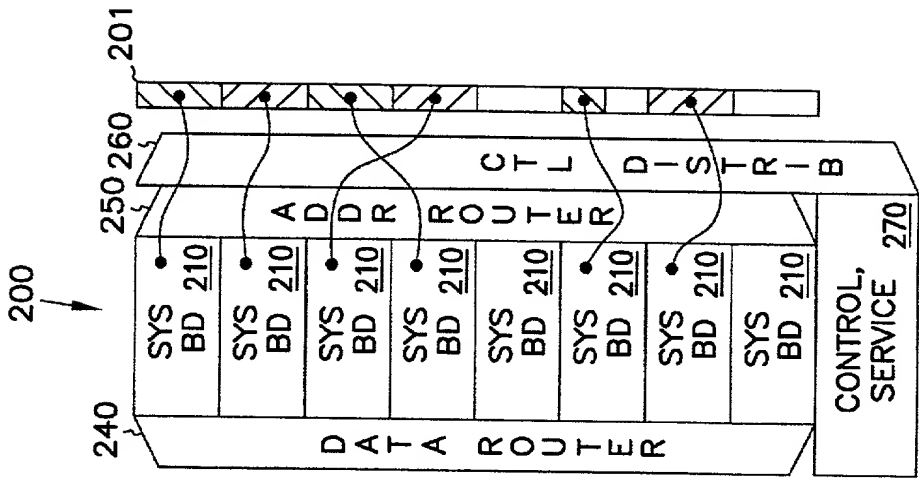 200
201
260
250
240
SYS
BD 210
SYS
BD 210
SYS
BD 210
SYS
BD 210
SYS
BD 210
SYS
BD 210
SYS
BD 210
SYS
BD 210
DATA ROUTER
ADDR ROUTER
CTL DISTRIB
CONTROL,
SERVICE 270